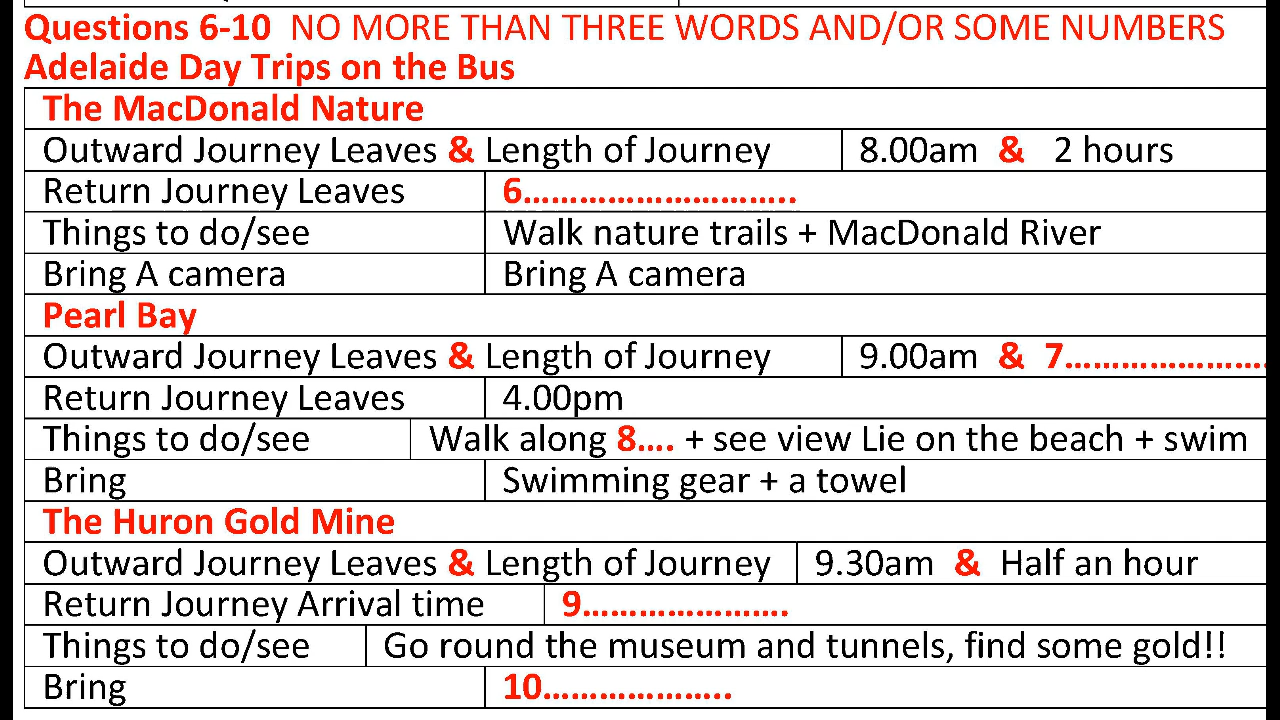 Questions 6-10 NO MORE THAN THREE WORDS AND/OR SOME NUMBERS
Adelaide Day Trips on the Bus
The MacDonald Nature
Outward Journey Leaves & Length of Journey 8.00am & 2 hours
Return Journey Leaves 6...........................
Things to do/see Walk nature trails + MacDonald River
Bring A camera Bring A camera
Pearl Bay
Outward Journey Leaves & Length of Journey 9.00am & 7......................
Return Journey Leaves 4.00pm
Things to do/see Walk along 8.... + see view Lie on the beach + swim
Bring Swimming gear + a towel
The Huron Gold Mine
Outward Journey Leaves & Length of Journey 9.30am & Half an hour
Return Journey Arrival time 9......................
Things to do/see Go round the museum and tunnels, find some gold!!
Bring 10....................